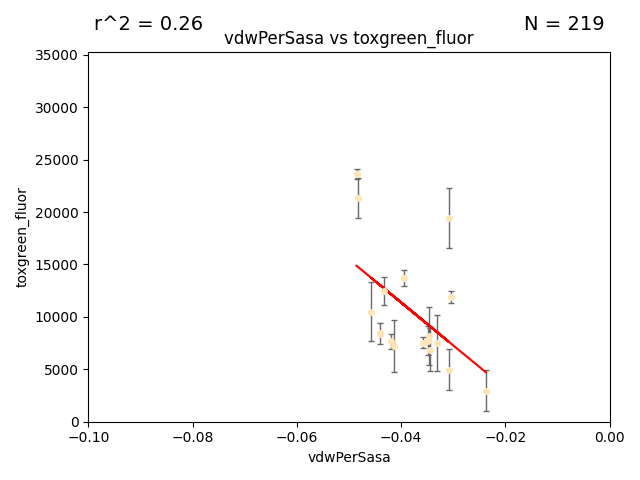 r^2 = 0.26
N = 219
vdwPerSasa vs toxgreen_fluor
35000
30000
25000
20000
15000
10000
5000
0
toxgreen_fluor
−0.10
−0.08
−0.06
−0.04
−0.02
0.00
vdwPerSasa